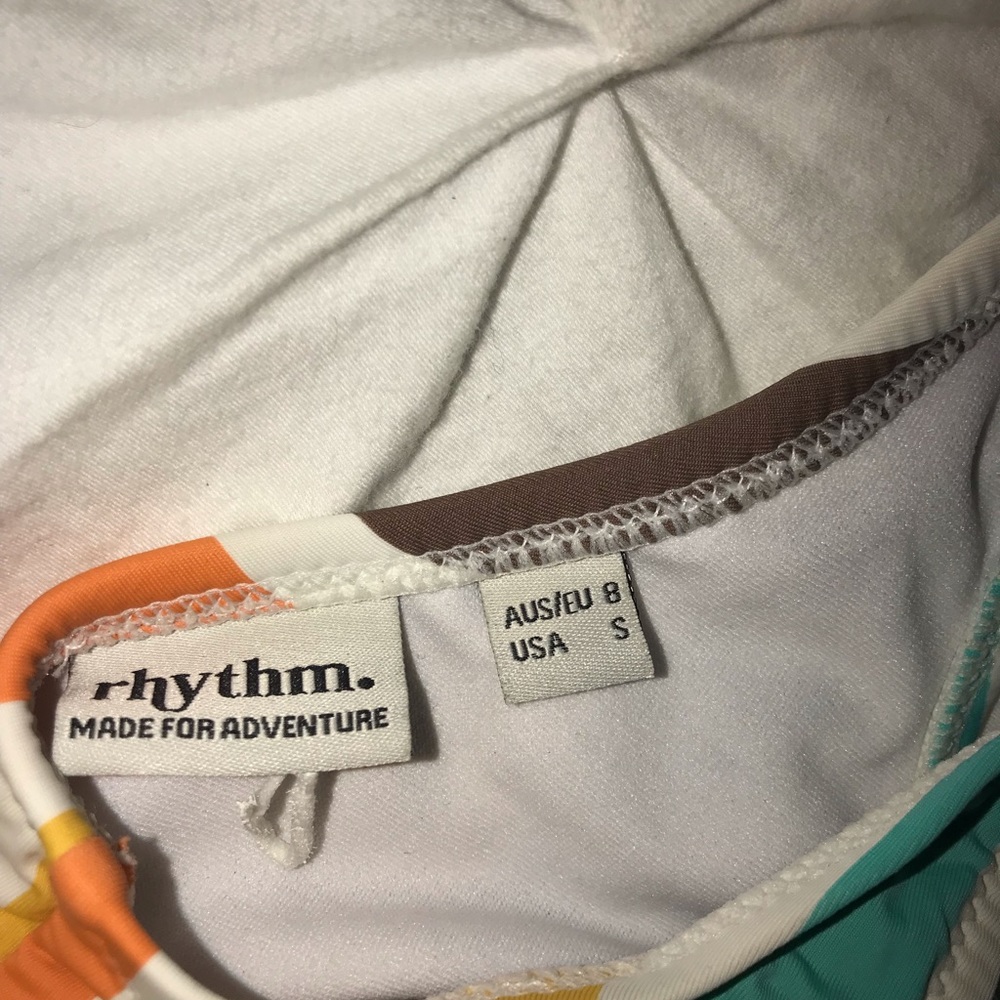 rhythm.
MADE FOR ADVENTURE
AUS/EU 8
USA S